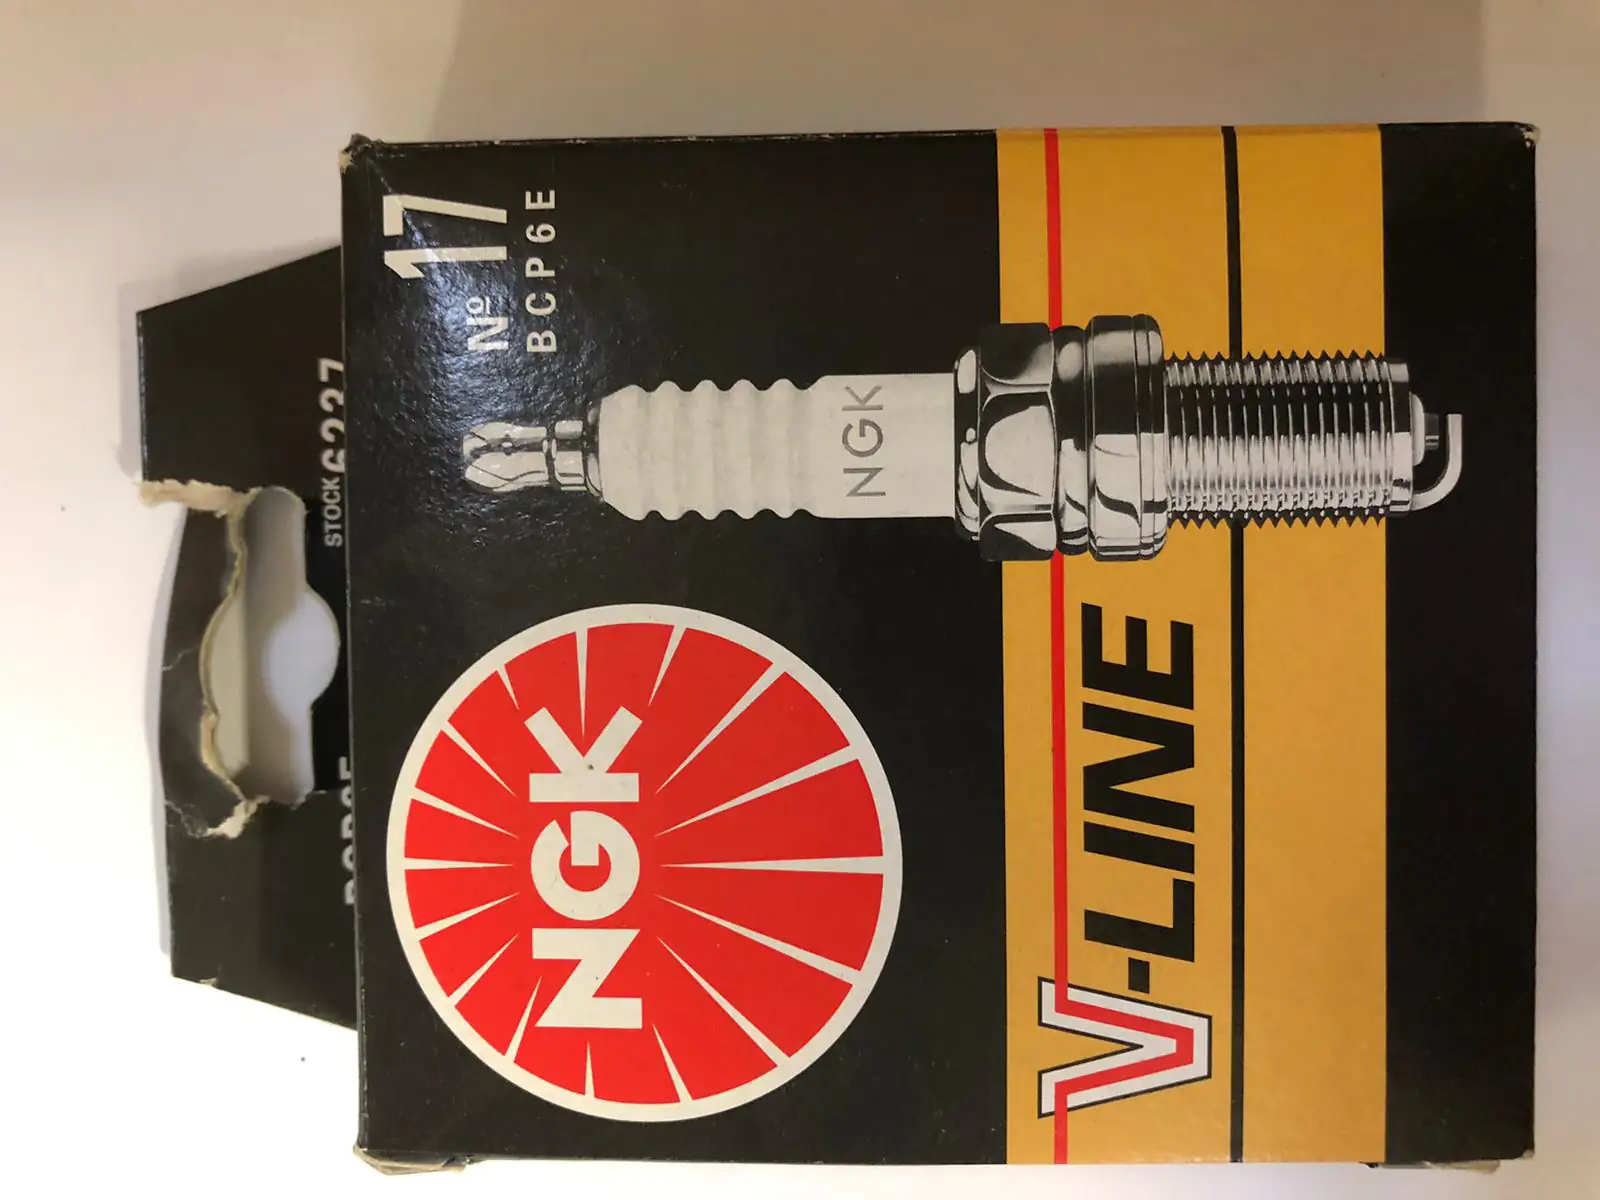 STOCK 6237
Nº 17
BCP6E
NGK
NGK
V-LINE